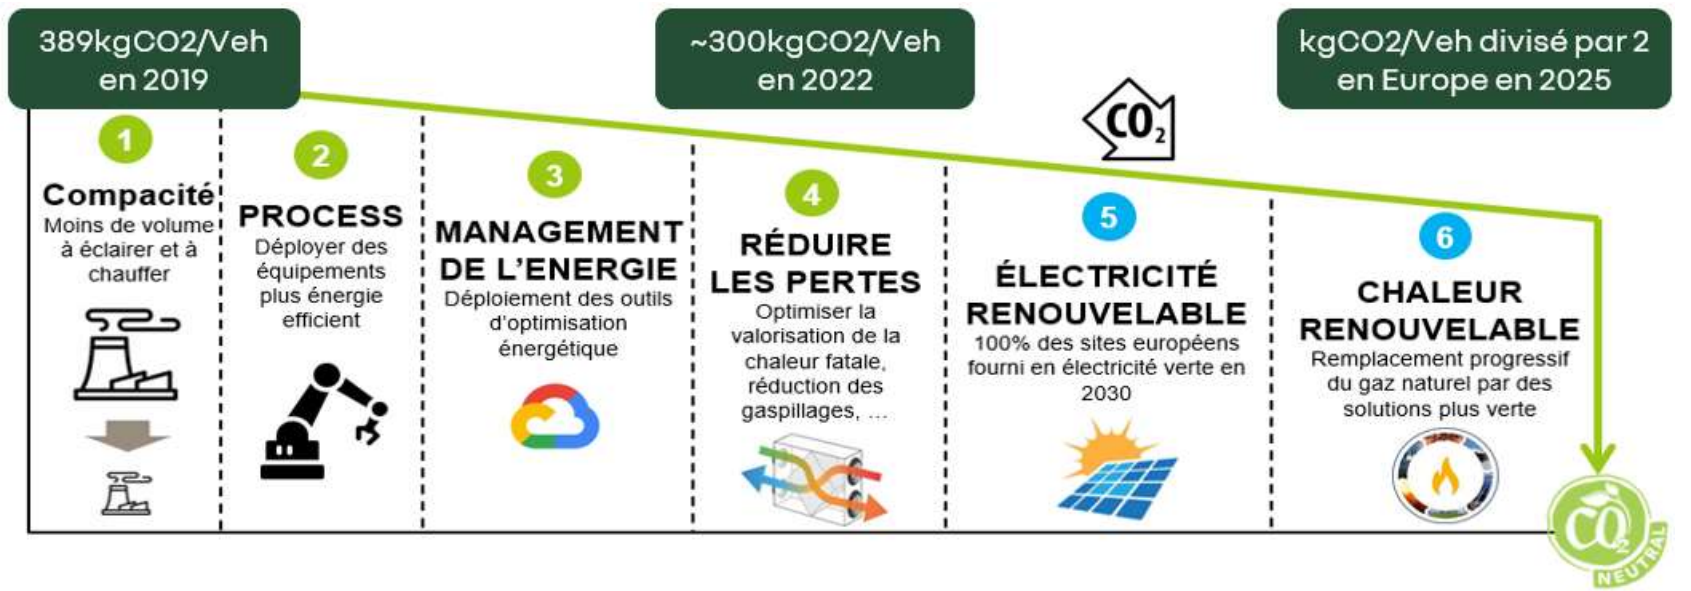 389kgCO2/Veh
en 2019
~300kgCO2/Veh
en 2022
kgCO2/Veh divisé par 2
en Europe en 2025
CO2
1
Compacité
Moins de volume
à éclairer et à
chauffer
2
PROCESS
Déployer des
équipements
plus énergie
efficient
3
MANAGEMENT
DE L'ENERGIE
Déploiement des outils
d'optimisation
énergétique
4
RÉDUIRE
LES PERTES
Optimiser la
valorisation de la
chaleur fatale,
réduction des
gaspillages, ...
5
ÉLECTRICITÉ
RENOUVELABLE
100% des sites européens
fourni en électricité verte en
2030
6
CHALEUR
RENOUVELABLE
Remplacement progressif
du gaz naturel par des
solutions plus verte
CO2
NEUTRAL